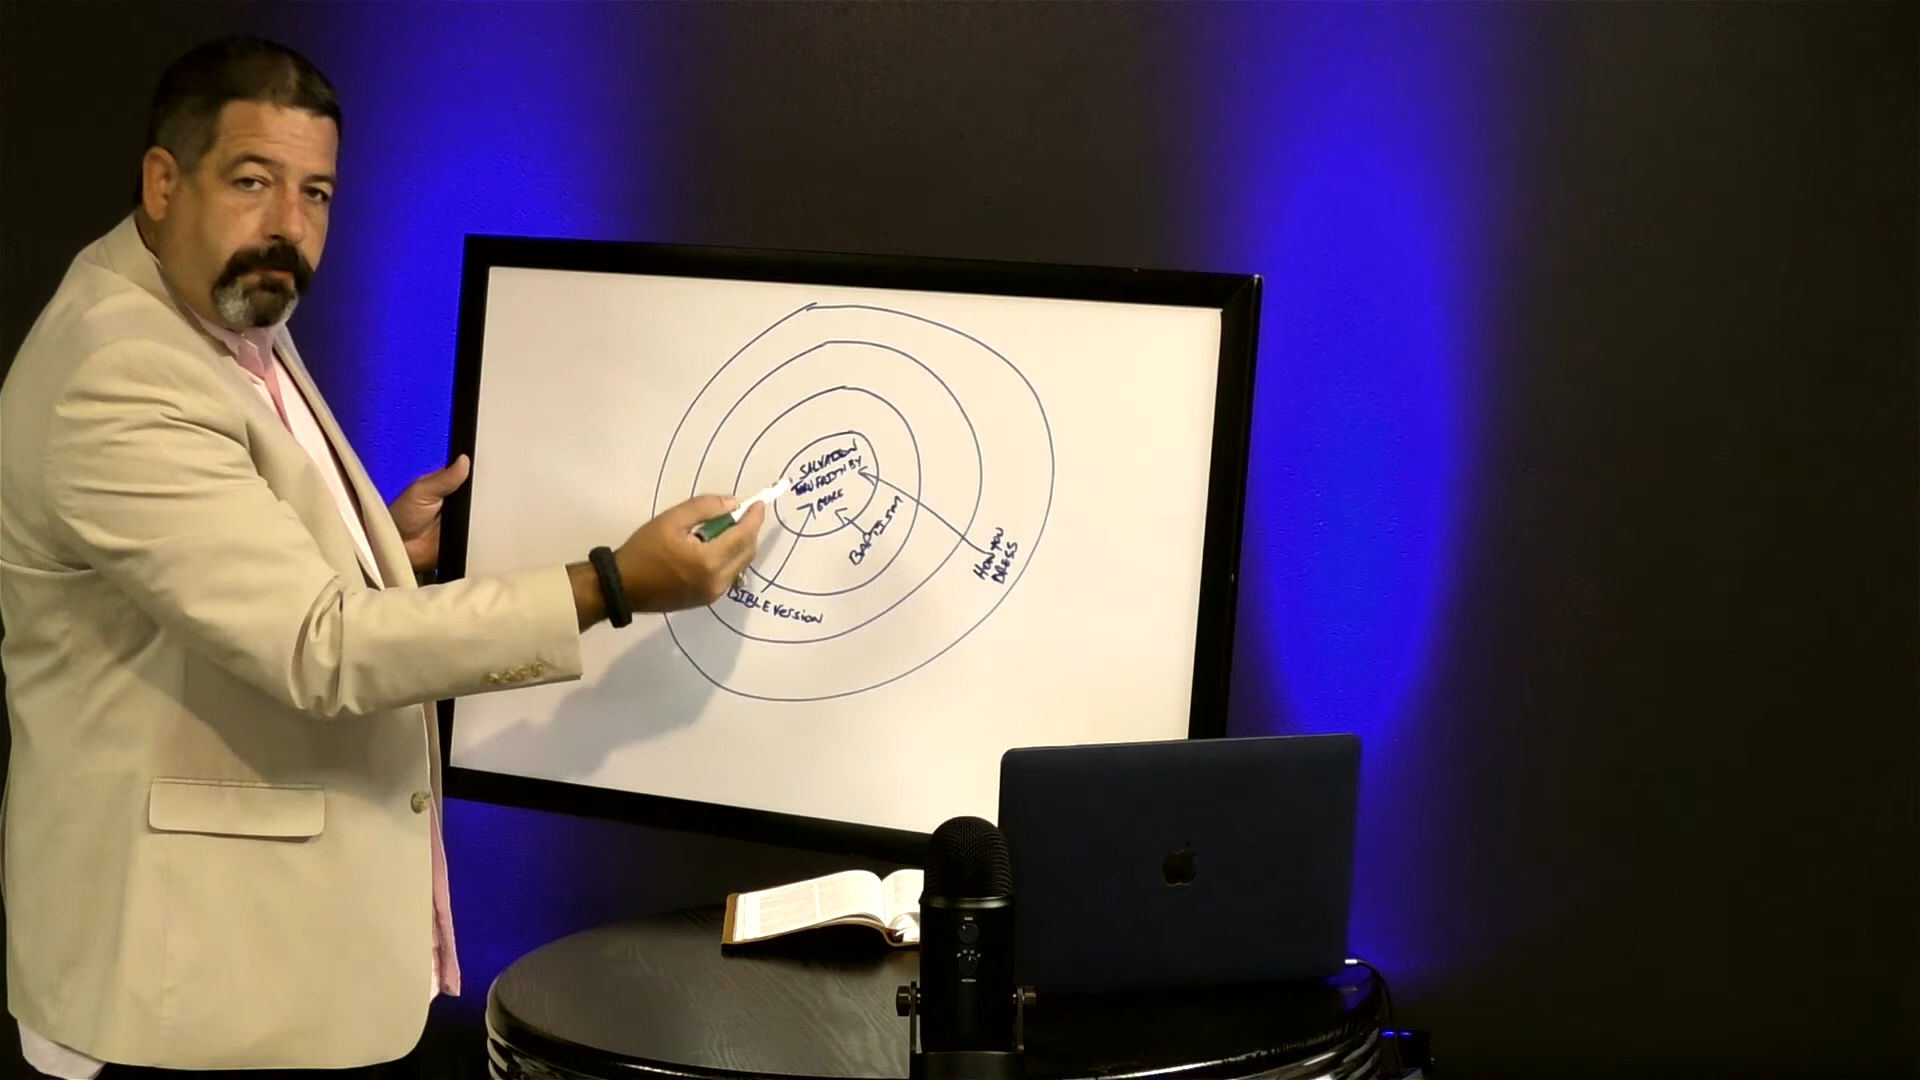 SALVATION
THRU FAITH BY
GRACE
BAPTISM
HOW YOU
DRESS
BIBLE VERSION